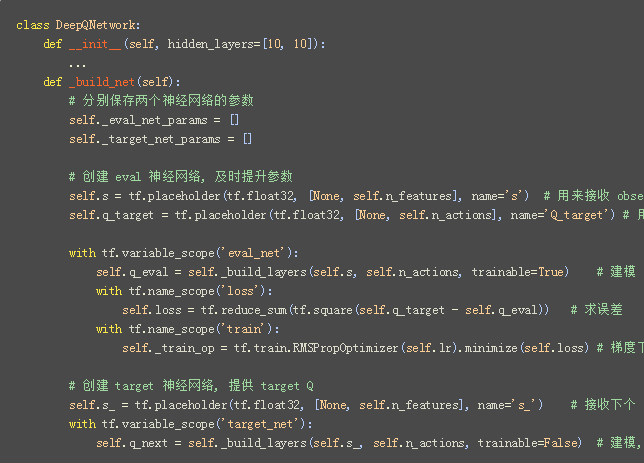 class DeepQNetwork:
    def __init__(self, hidden_layers=[10, 10]):
        ...
    def _build_net(self):
        # 分别保存两个神经网络的参数
        self._eval_net_params = []
        self._target_net_params = []
        # 创建 eval 神经网络, 及时提升参数
        self.s = tf.placeholder(tf.float32, [None, self.n_features], name='s')  # 用来接收 obse
        self.q_target = tf.placeholder(tf.float32, [None, self.n_actions], name='Q_target') #
        with tf.variable_scope('eval_net'):
            self.q_eval = self._build_layers(self.s, self.n_actions, trainable=True)    # 建模
            with tf.name_scope('loss'):
                self.loss = tf.reduce_sum(tf.square(self.q_target - self.q_eval))   # 求误差
            with tf.name_scope('train'):
                self._train_op = tf.train.RMSPropOptimizer(self.lr).minimize(self.loss) # 梯度
        # 创建 target 神经网络, 提供 target Q
        self.s_ = tf.placeholder(tf.float32, [None, self.n_features], name='s_')    # 接收下个
        with tf.variable_scope('target_net'):
            self.q_next = self._build_layers(self.s_, self.n_actions, trainable=False)  # 建模,